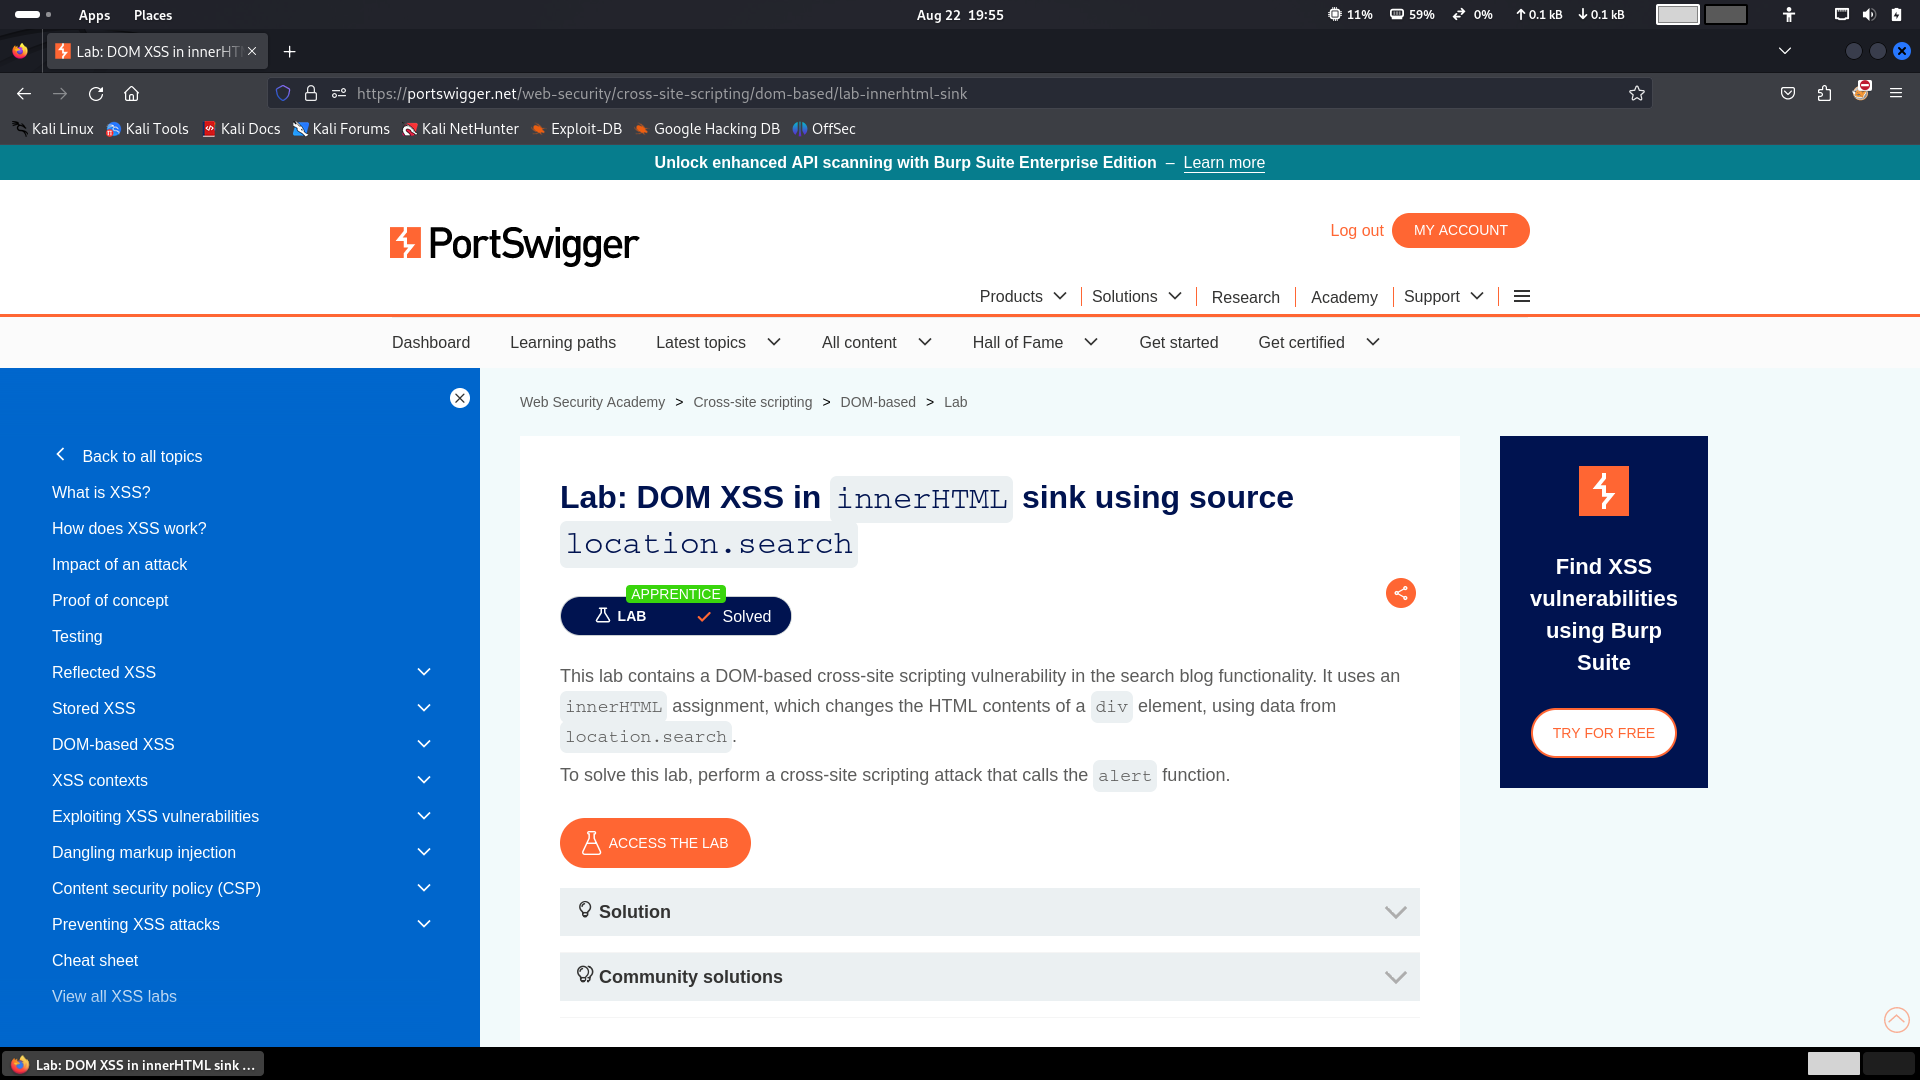 Apps Places Aug 22 19:55 11% 59% 0% 0.1 kB 0.1 kB
Lab: DOM XSS in innerHT
https://portswigger.net/web-security/cross-site-scripting/dom-based/lab-innerhtml-sink
Kali Linux Kali Tools Kali Docs Kali Forums Kali NetHunter Exploit-DB Google Hacking DB OffSec
Unlock enhanced API scanning with Burp Suite Enterprise Edition – Learn more
PortSwigger
Log out MY ACCOUNT
Products Solutions Research Academy Support
Dashboard Learning paths Latest topics All content Hall of Fame Get started Get certified
Back to all topics
What is XSS?
How does XSS work?
Impact of an attack
Proof of concept
Testing
Reflected XSS
Stored XSS
DOM-based XSS
XSS contexts
Exploiting XSS vulnerabilities
Dangling markup injection
Content security policy (CSP)
Preventing XSS attacks
Cheat sheet
View all XSS labs
Web Security Academy > Cross-site scripting > DOM-based > Lab
Lab: DOM XSS in innerHTML sink using source
location.search
APPRENTICE
LAB Solved
This lab contains a DOM-based cross-site scripting vulnerability in the search blog functionality. It uses an
innerHTML assignment, which changes the HTML contents of a div element, using data from
location.search.
To solve this lab, perform a cross-site scripting attack that calls the alert function.
ACCESS THE LAB
Solution
Community solutions
Find XSS
vulnerabilities
using Burp
Suite
TRY FOR FREE
Lab: DOM XSS in innerHTML sink ...